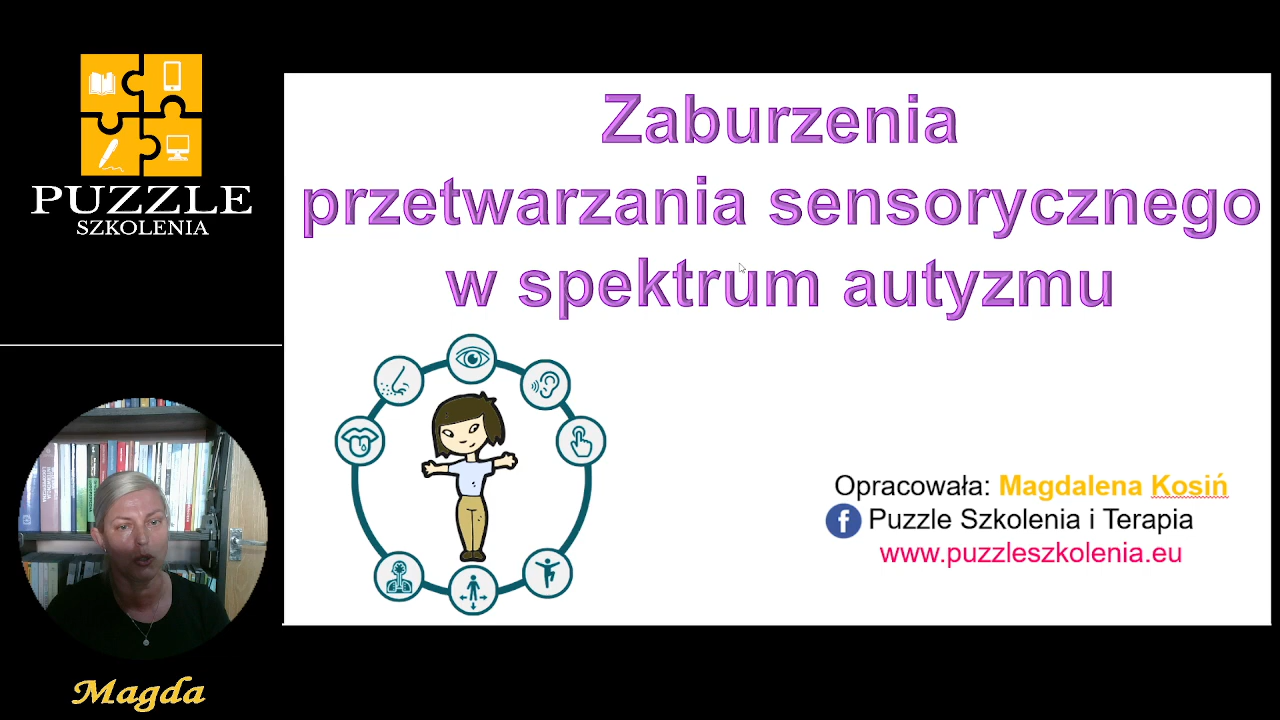 PUZZLE
SZKOLENIA
Zaburzenia
przetwarzania sensorycznego
w spektrum autyzmu
Opracowała: Magdalena Kosiń
f Puzzle Szkolenia i Terapia
www.puzzleszkolenia.eu
Magda